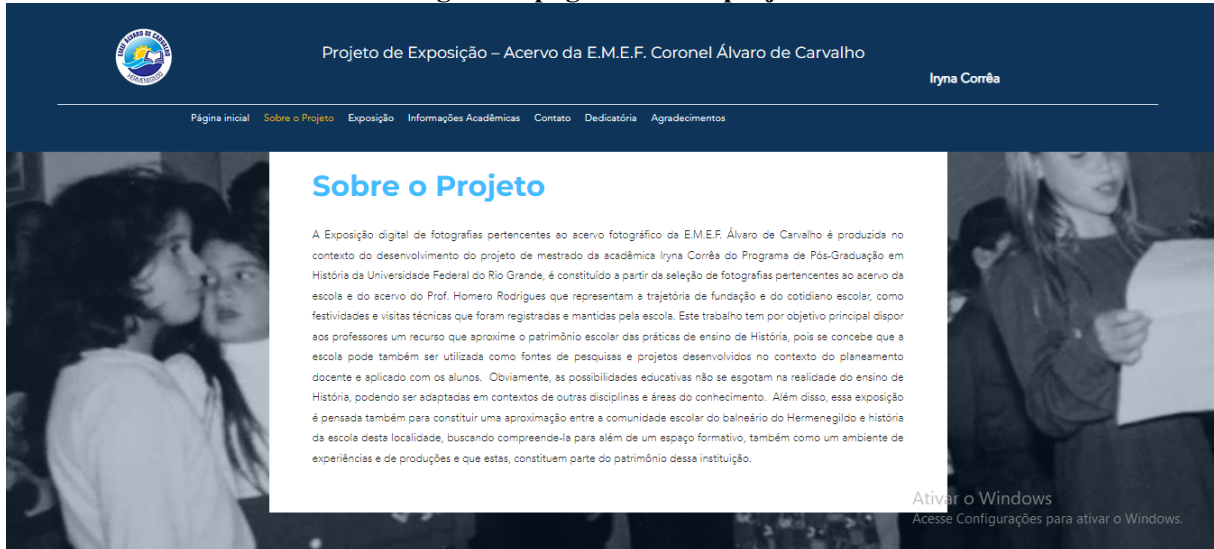 EMEF ALVARO DE CARVALHO
HERMENEGILDO
Projeto de Exposição – Acervo da E.M.E.F. Coronel Álvaro de Carvalho
Iryna Corrêa
Página inicial Sobre o Projeto Exposição Informações Acadêmicas Contato Dedicatória Agradecimentos
Sobre o Projeto
A Exposição digital de fotografias pertencentes ao acervo fotográfico da E.M.E.F. Álvaro de Carvalho é produzida no
contexto do desenvolvimento do projeto de mestrado da acadêmica Iryna Corrêa do Programa de Pós-Graduação em
História da Universidade Federal do Rio Grande, é constituído a partir da seleção de fotografias pertencentes ao acervo da
escola e do acervo do Prof. Homero Rodrigues que representam a trajetória de fundação e do cotidiano escolar, como
festividades e visitas técnicas que foram registradas e mantidas pela escola. Este trabalho tem por objetivo principal dispor
aos professores um recurso que aproxime o patrimônio escolar das práticas de ensino de História, pois se concebe que a
escola pode também ser utilizada como fontes de pesquisas e projetos desenvolvidos no contexto do planeamento
docente e aplicado com os alunos. Obviamente, as possibilidades educativas não se esgotam na realidade do ensino de
História, podendo ser adaptadas em contextos de outras disciplinas e áreas do conhecimento. Além disso, essa exposição
é pensada também para constituir uma aproximação entre a comunidade escolar do balneário do Hermenegildo e história
da escola desta localidade, buscando compreende-la para além de um espaço formativo, também como um ambiente de
experiências e de produções e que estas, constituem parte do patrimônio dessa instituição.
Ativar o Windows
Acesse Configurações para ativar o Windows.